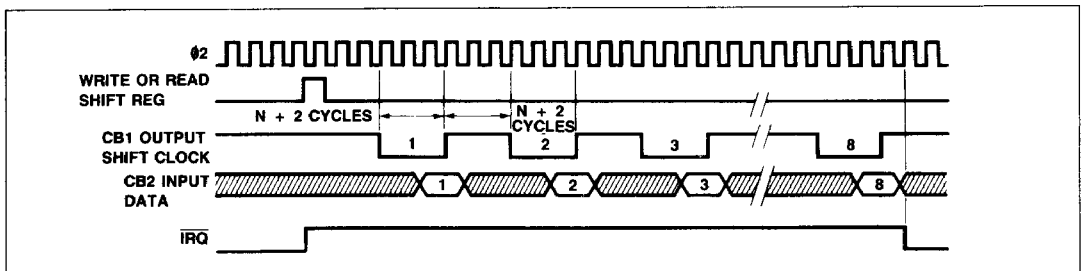 ϕ2
WRITE OR READ
SHIFT REG
N + 2 CYCLES
N + 2
CYCLES
CB1 OUTPUT
SHIFT CLOCK
1
2
3
8
CB2 INPUT
DATA
1
2
3
8
IRQ